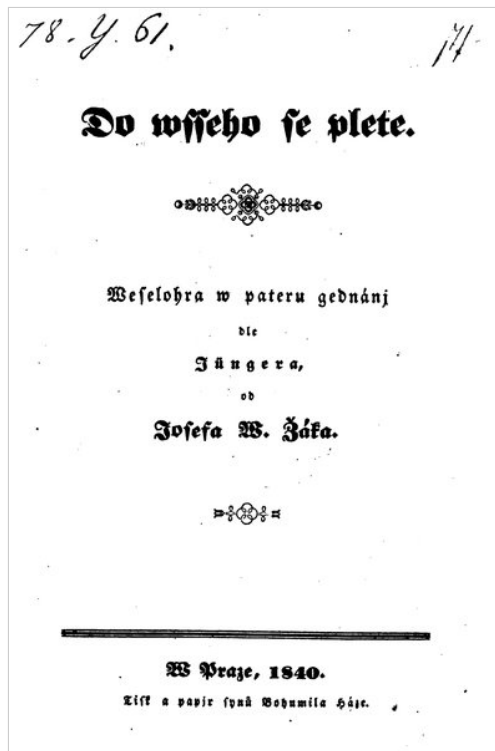 78. Y. 61.
Do wſſeho ſe plete.
Weſelohra w pateru gednánj
dle
Jüngera,
od
Joſefa W. Žáka.
W Praze, 1840.
Tiſk a papjr ſynů Bohumila Háze.